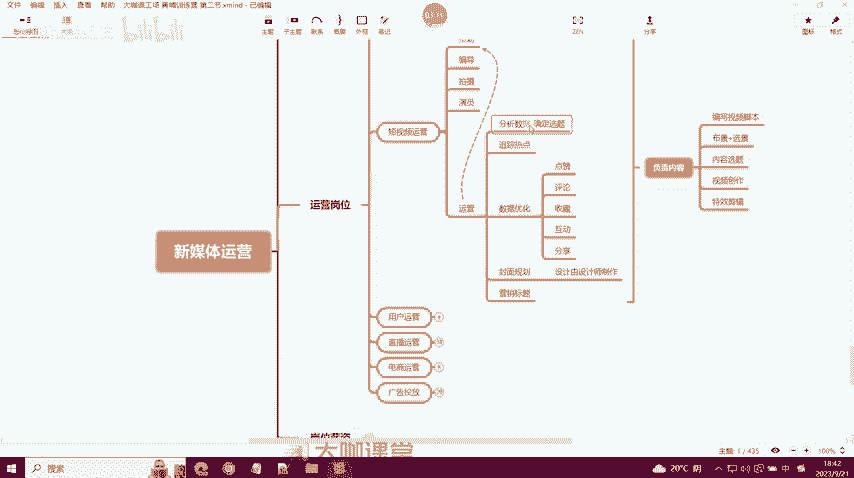 文件 编辑 插入 查看 帮助 大咖课工场 黄埔训练营 第二节.xmind - 已编辑
主题 子主题 联系 概要 外框 笔记 ZEN 分享 图标 格式
bilibili
编导
拍摄
演员
短视频运营
分析数据 确定选题
追踪热点
点赞
评论
运营
数据优化
收藏
互动
分享
封面规划
设计由设计师制作
营销标题
负责内容
编写视频脚本
布景+选景
内容选题
视频创作
特效剪辑
运营岗位
新媒体运营
用户运营
直播运营
电商运营
广告投放
岗位薪资
大咖课堂
主题: 1 / 435
100%
搜索
20°C 阴
中
18:42
2023/9/21